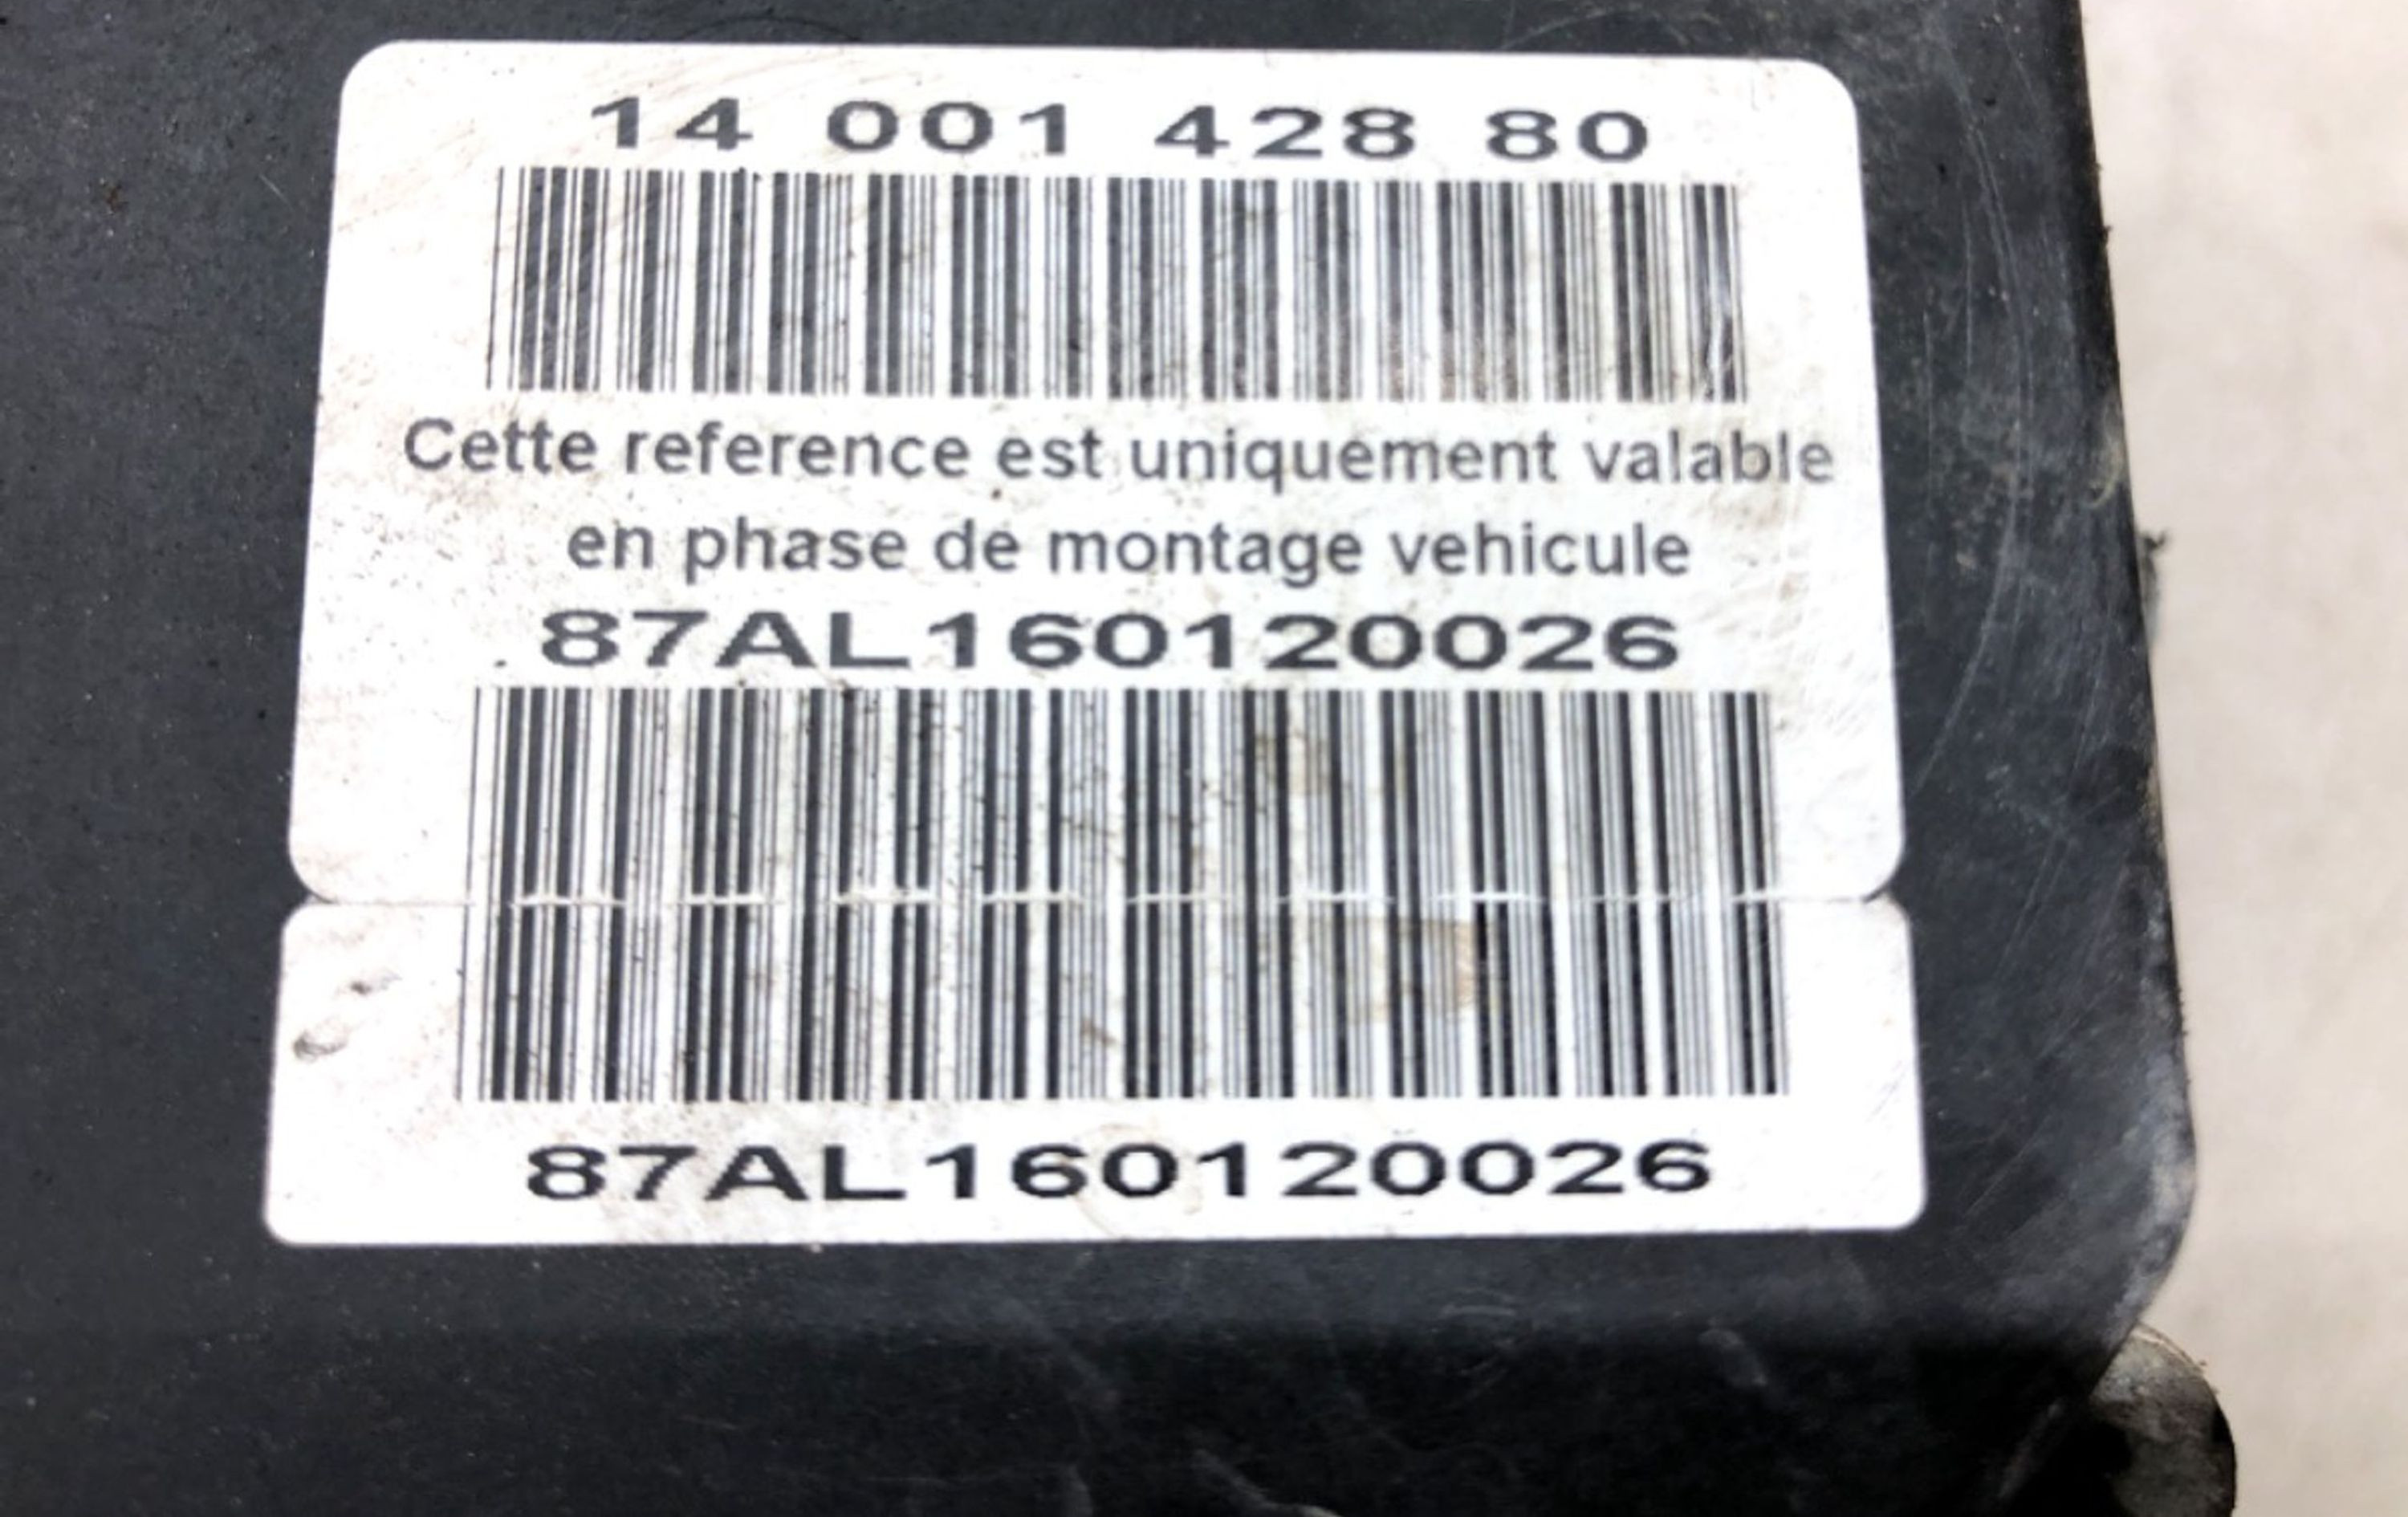 14 001 428 80
Cette reference est uniquement valable
en phase de montage vehicule
87AL160120026
87AL160120026